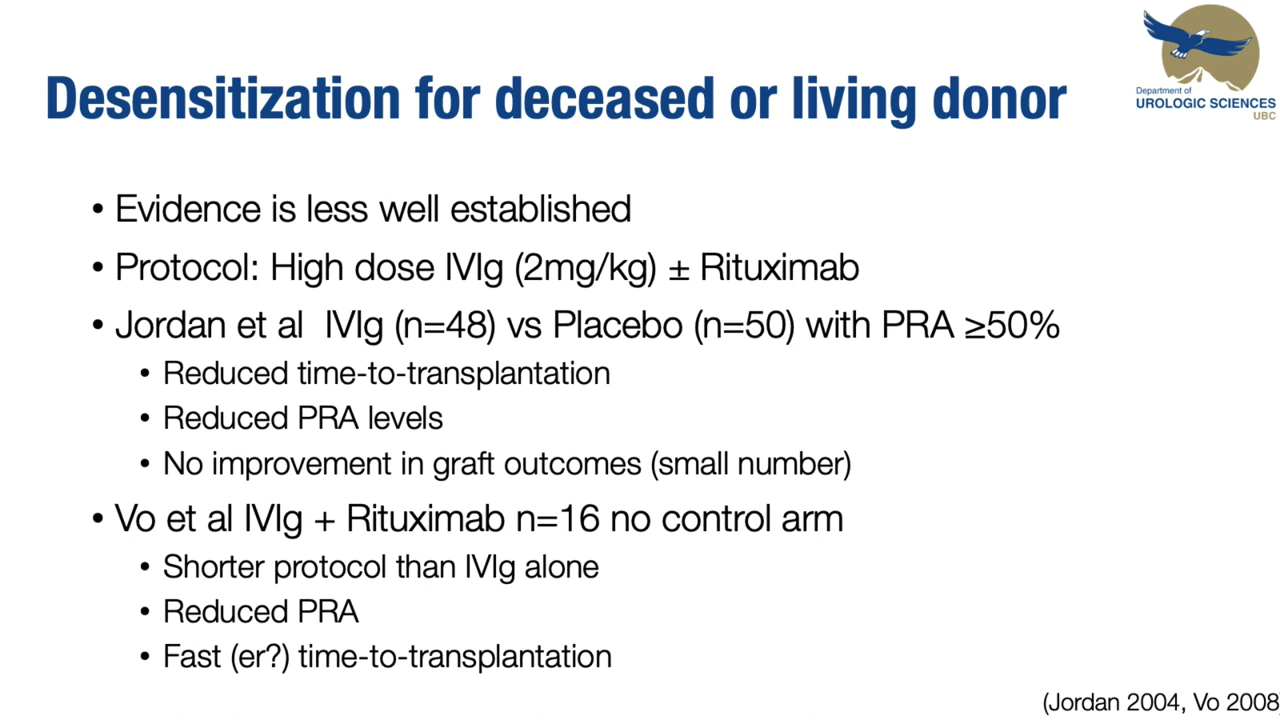 Department of
UROLOGIC SCIENCES
UBC
Desensitization for deceased or living donor
• Evidence is less well established
• Protocol: High dose IVIg (2mg/kg) ± Rituximab
• Jordan et al IVIg (n=48) vs Placebo (n=50) with PRA ≥50%
• Reduced time-to-transplantation
• Reduced PRA levels
• No improvement in graft outcomes (small number)
• Vo et al IVIg + Rituximab n=16 no control arm
• Shorter protocol than IVIg alone
• Reduced PRA
• Fast (er?) time-to-transplantation
(Jordan 2004, Vo 2008)